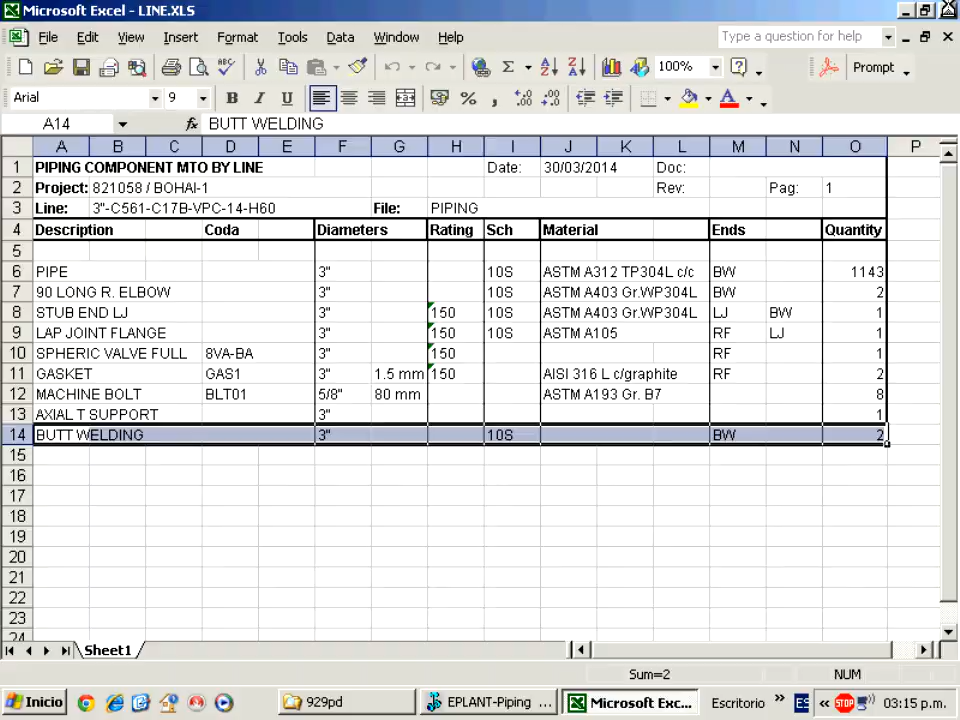 Microsoft Excel - LINE.XLS
File Edit View Insert Format Tools Data Window Help Type a question for help
100% Prompt
Arial 9 B I U
A14 fx BUTT WELDING
A B C D E F G H I J K L M N O P
1 PIPING COMPONENT MTO BY LINE Date: 30/03/2014 Doc:
2 Project: 821058 / BOHAI-1 Rev: Pag: 1
3 Line: 3"-C561-C17B-VPC-14-H60 File: PIPING
4 Description Coda Diameters Rating Sch Material Ends Quantity
5
6 PIPE 3" 10S ASTM A312 TP304L c/c BW 1143
7 90 LONG R. ELBOW 3" 10S ASTM A403 Gr.WP304L BW 2
8 STUB END LJ 3" 150 10S ASTM A403 Gr.WP304L LJ BW 1
9 LAP JOINT FLANGE 3" 150 10S ASTM A105 RF LJ 1
10 SPHERIC VALVE FULL 8VA-BA 3" 150 RF 1
11 GASKET GAS1 3" 1.5 mm 150 AISI 316 L c/graphite RF 2
12 MACHINE BOLT BLT01 5/8" 80 mm ASTM A193 Gr. B7 8
13 AXIAL T SUPPORT 3" 1
14 BUTT WELDING 3" 10S BW 2
15
16
17
18
19
20
21
22
23
24
Sheet1
Sum=2 NUM
Inicio 929pd EPLANT-Piping ... Microsoft Exc... Escritorio » ES « STOP 03:15 p.m.